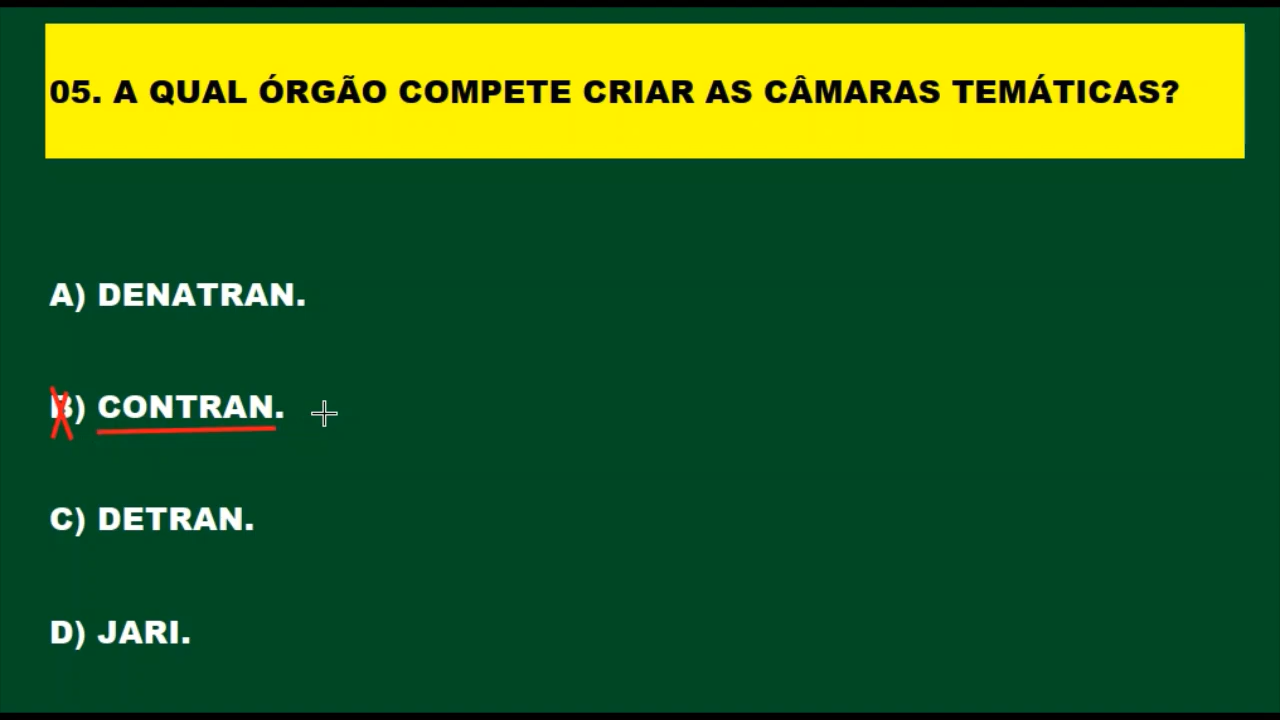 05. A QUAL ÓRGÃO COMPETE CRIAR AS CÂMARAS TEMÁTICAS?
A) DENATRAN.
B) CONTRAN.
C) DETRAN.
D) JARI.